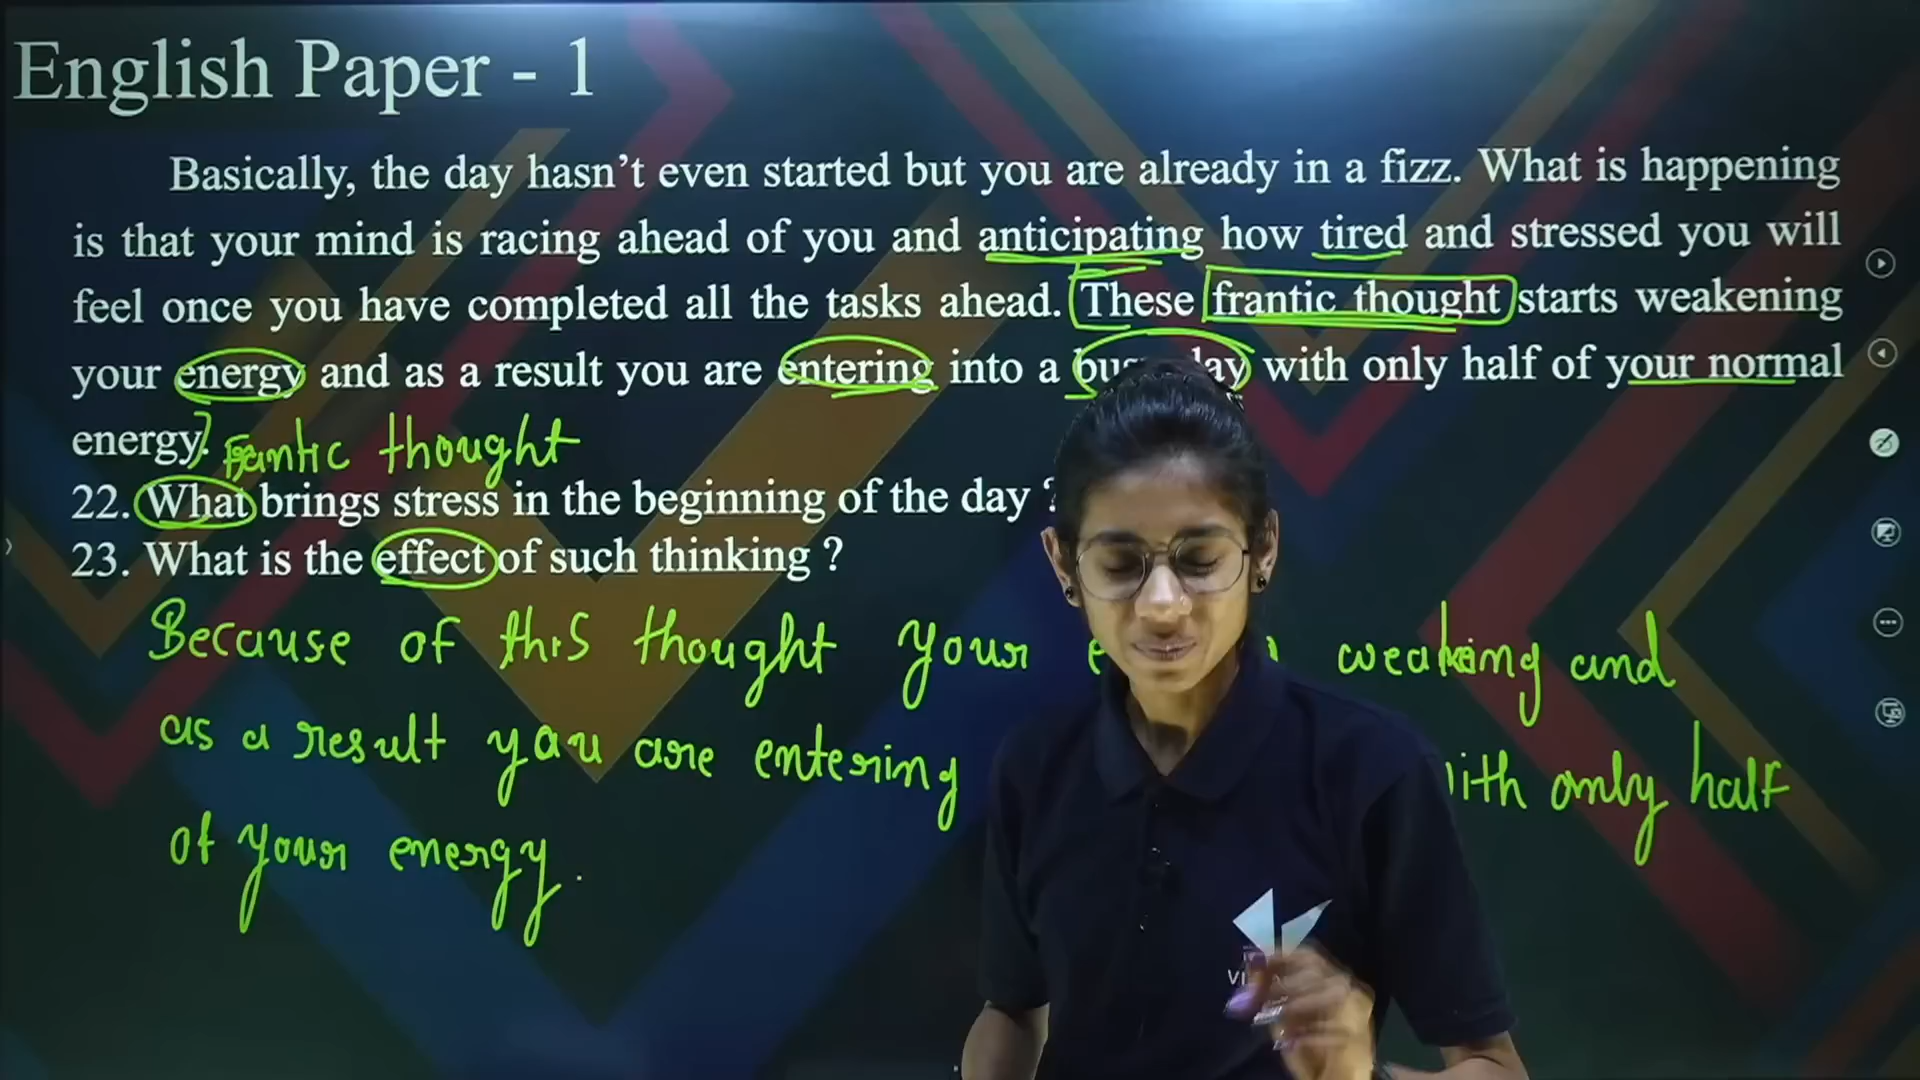 English Paper - 1
Basically, the day hasn't even started but you are already in a fizz. What is happening
is that your mind is racing ahead of you and anticipating how tired and stressed you will
feel once you have completed all the tasks ahead. These frantic thought starts weakening
your energy and as a result you are entering into a with only half of your normal
energy.
frantic thought
22. What brings stress in the beginning of the day ?
23. What is the effect of such thinking ?
Because of this thought your weaking and
as a result you are entering with only half
of your energy.